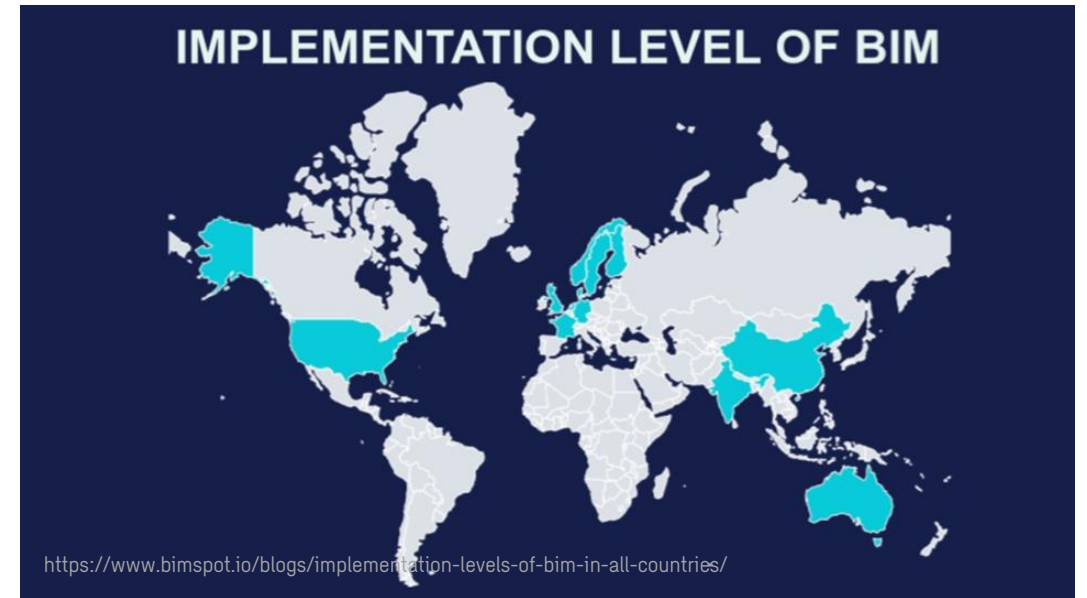 IMPLEMENTATION LEVEL OF BIM
https://www.bimspot.io/blogs/implementation-levels-of-bim-in-all-countries/